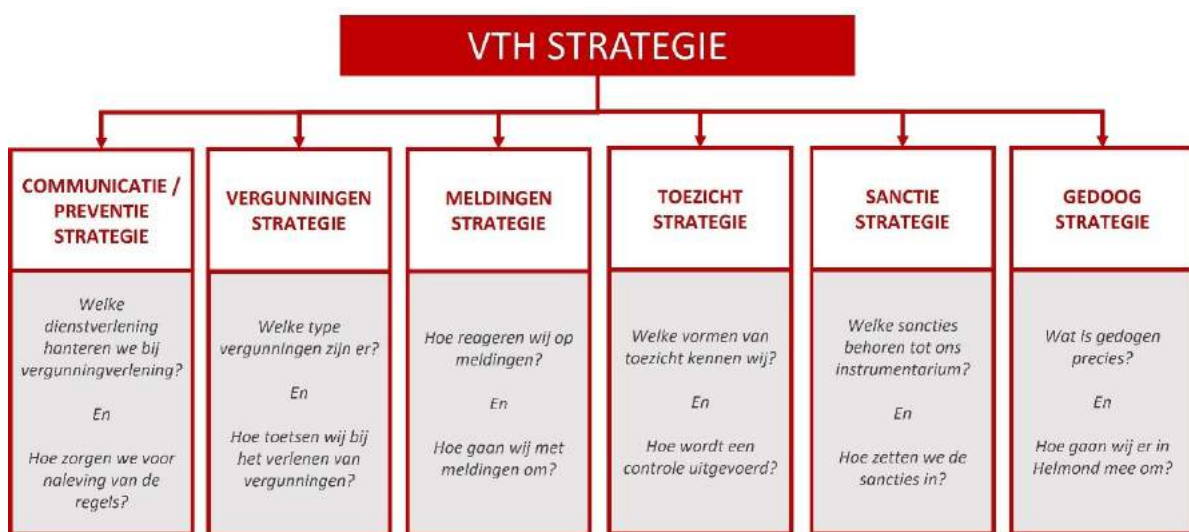 VTH STRATEGIE
COMMUNICATIE /
PREVENTIE
STRATEGIE
Welke
dienstverlening
hanteren we bij
vergunningverlening?
En
Hoe zorgen we voor
naleving van de
regels?
VERGUNNINGEN
STRATEGIE
Welke type
vergunningen zijn er?
En
Hoe toetsen wij bij
het verlenen van
vergunningen?
MELDINGEN
STRATEGIE
Hoe reageren wij op
meldingen?
En
Hoe gaan wij met
meldingen om?
TOEZICHT
STRATEGIE
Welke vormen van
toezicht kennen wij?
En
Hoe wordt een
controle uitgevoerd?
SANCTIE
STRATEGIE
Welke sancties
behoren tot ons
instrumentarium?
En
Hoe zetten we de
sancties in?
GEDOOG
STRATEGIE
Wat is gedogen
precies?
En
Hoe gaan wij er in
Helmond mee om?